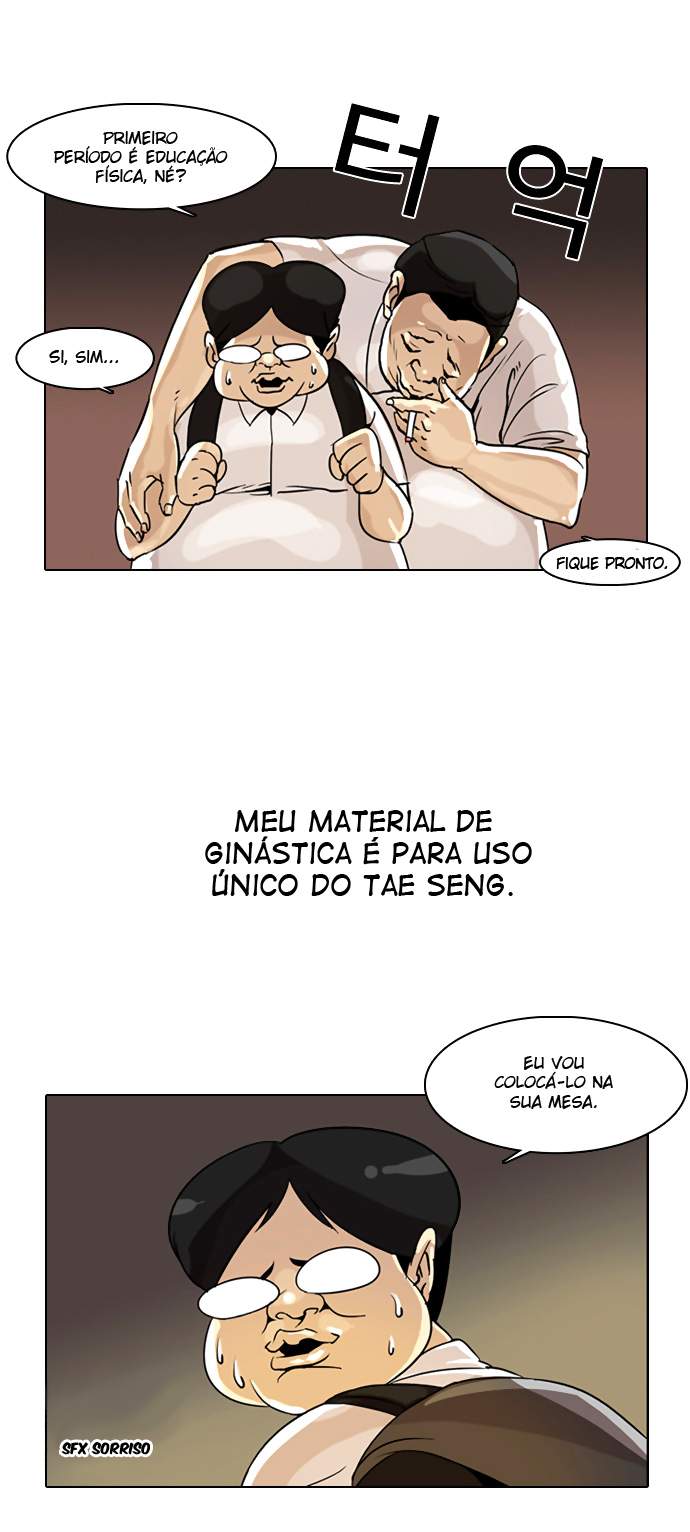 PRIMEIRO
PERÍODO É EDUCAÇÃO
FÍSICA, NÉ?
터 억
SI, SIM...
FIQUE PRONTO.
MEU MATERIAL DE
GINÁSTICA É PARA USO
ÚNICO DO TAE SENG.
EU VOU
COLOCÁ-LO NA
SUA MESA.
SFX SORRISO